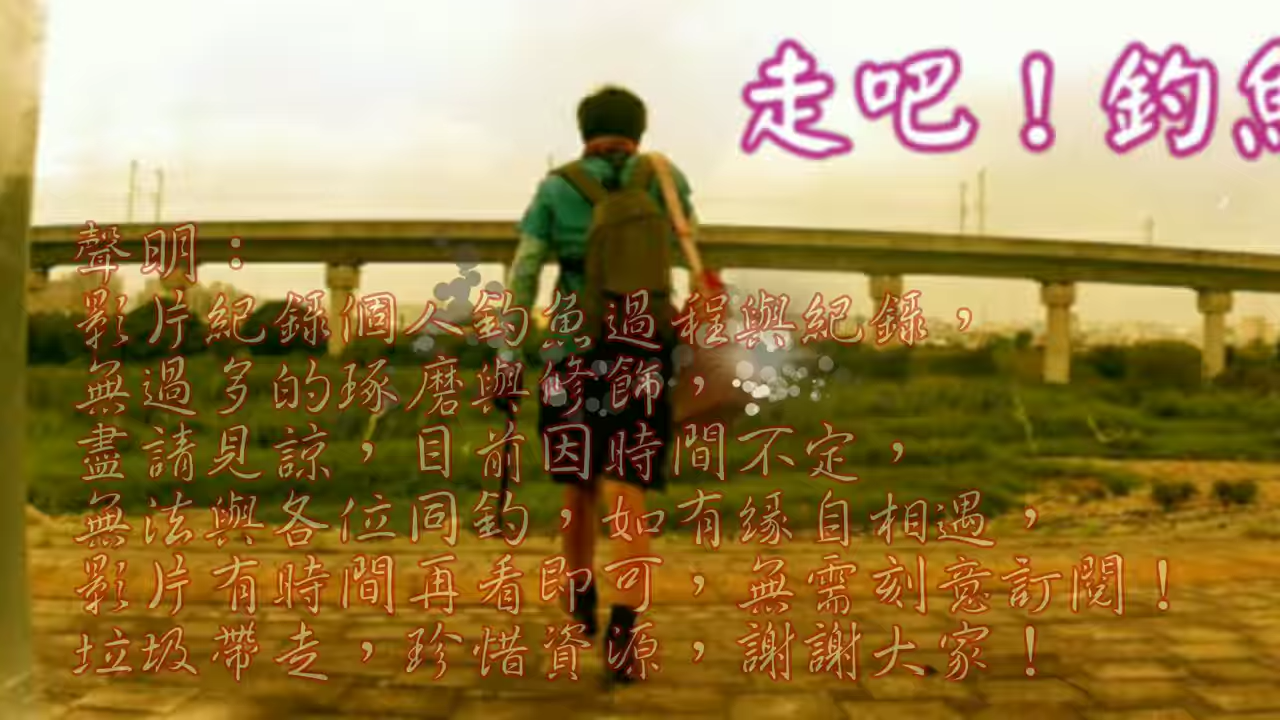 走吧！釣魚
聲明：
影片紀錄個人釣魚過程與紀錄，
無過多的琢磨與修飾，
盡請見諒，目前因時間不定，
無法與各位同釣，如有緣自相遇，
影片有時間再看即可，無需刻意訂閱！
垃圾帶走，珍惜資源，謝謝大家！